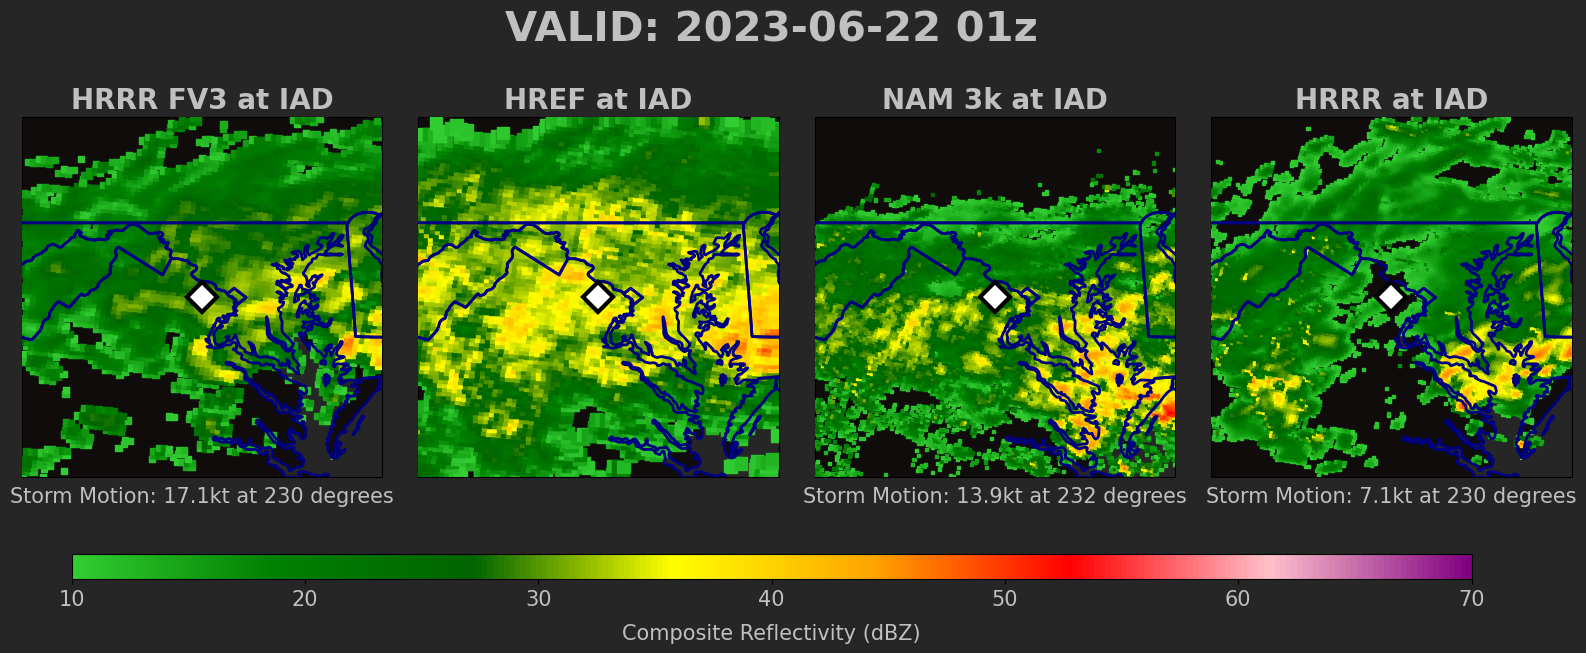 VALID: 2023-06-22 01z
HRRR FV3 at IAD
HREF at IAD
NAM 3k at IAD
HRRR at IAD
Storm Motion: 17.1kt at 230 degrees
Storm Motion: 13.9kt at 232 degrees
Storm Motion: 7.1kt at 230 degrees
10 20 30 40 50 60 70
Composite Reflectivity (dBZ)